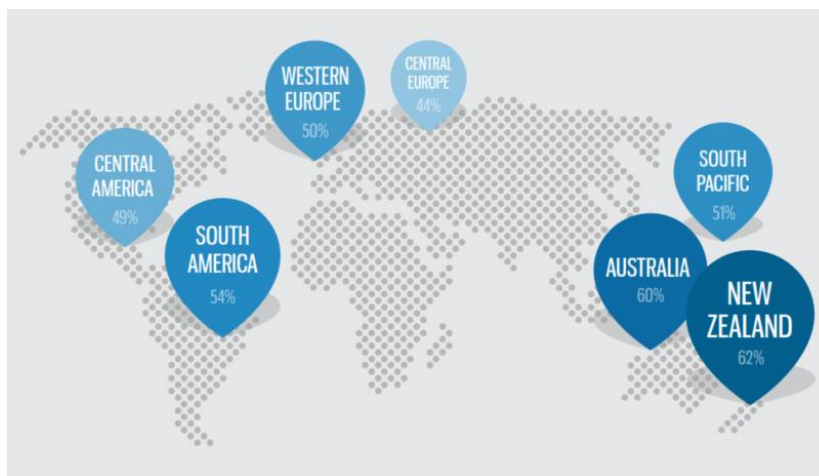 WESTERN
EUROPE
50%
CENTRAL
EUROPE
44%
CENTRAL
AMERICA
49%
SOUTH
AMERICA
54%
SOUTH
PACIFIC
51%
AUSTRALIA
60%
NEW
ZEALAND
62%